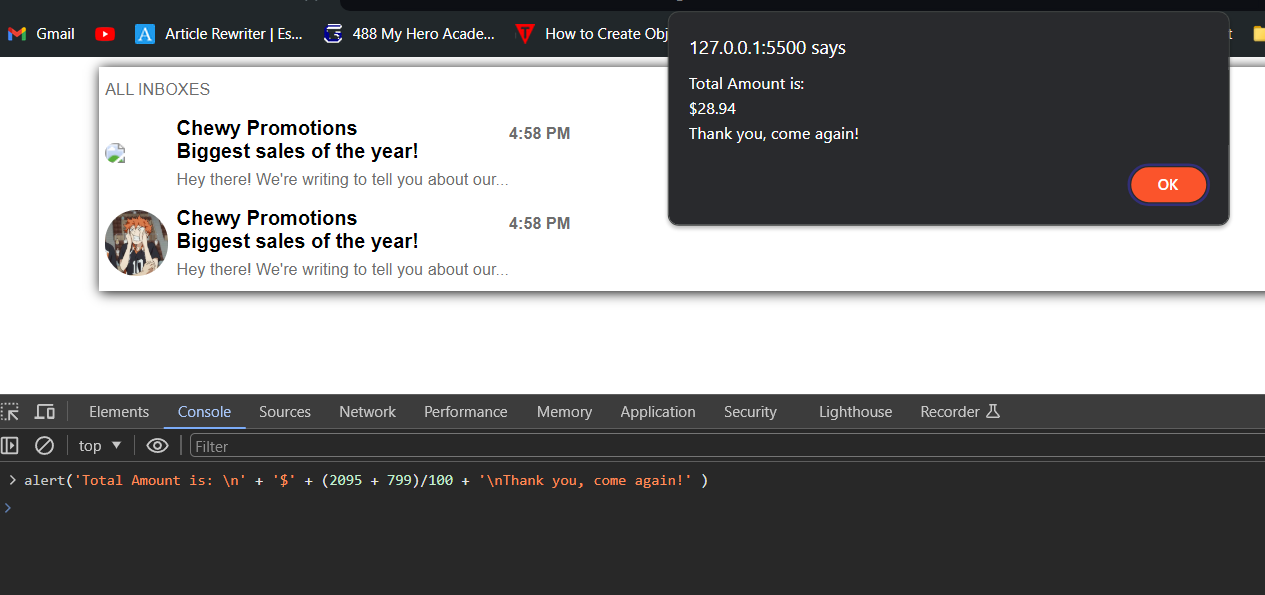 Gmail
Article Rewriter | Es...
488 My Hero Acade...
How to Create Obj
127.0.0.1:5500 says
Total Amount is:
$28.94
Thank you, come again!
OK
ALL INBOXES
Chewy Promotions
4:58 PM
Biggest sales of the year!
Hey there! We're writing to tell you about our...
Chewy Promotions
4:58 PM
Biggest sales of the year!
Hey there! We're writing to tell you about our...
Elements Console Sources Network Performance Memory Application Security Lighthouse Recorder
top Filter
> alert('Total Amount is: \n' + '$' + (2095 + 799)/100 + '\nThank you, come again!' )
>